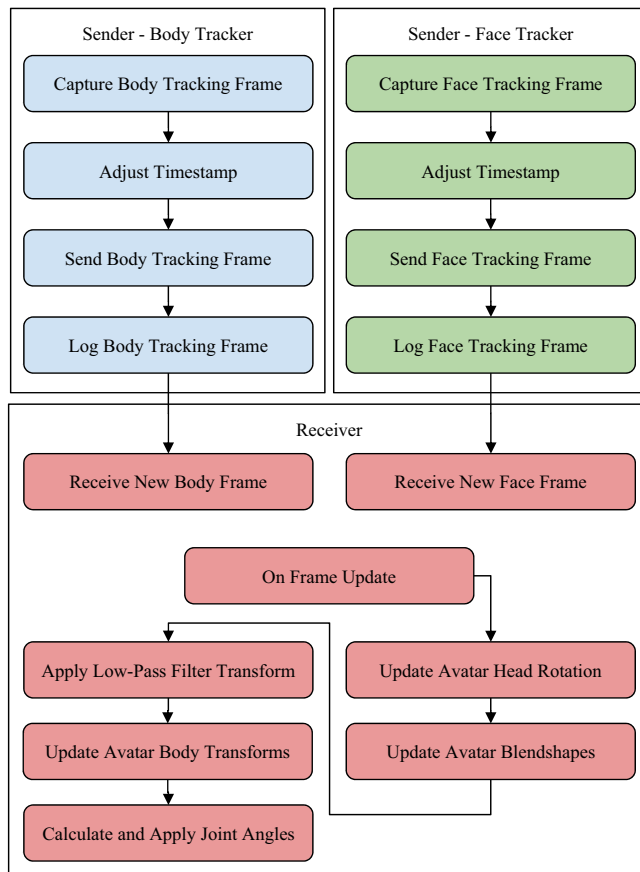 Sender - Body Tracker
Capture Body Tracking Frame
Adjust Timestamp
Send Body Tracking Frame
Log Body Tracking Frame
Sender - Face Tracker
Capture Face Tracking Frame
Adjust Timestamp
Send Face Tracking Frame
Log Face Tracking Frame
Receiver
Receive New Body Frame
Receive New Face Frame
On Frame Update
Update Avatar Head Rotation
Update Avatar Blendshapes
Apply Low-Pass Filter Transform
Update Avatar Body Transforms
Calculate and Apply Joint Angles